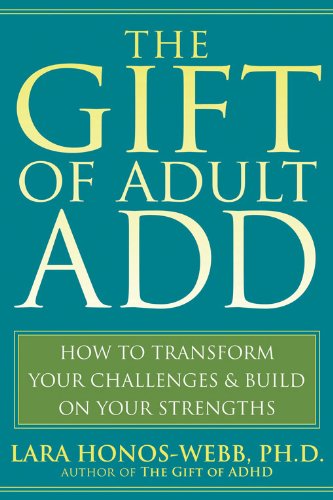 THE
GIFT
OF ADULT
ADD
HOW TO TRANSFORM
YOUR CHALLENGES & BUILD
ON YOUR STRENGTHS
LARA HONOS-WEBB, PH.D.
AUTHOR OF THE GIFT OF ADHD